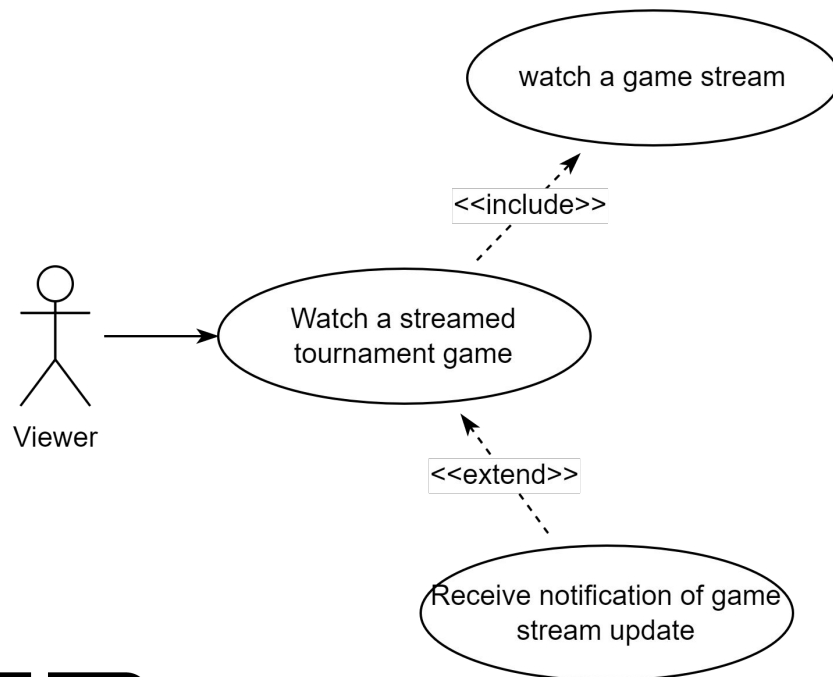 watch a game stream
<<include>>
Watch a streamed
tournament game
Viewer
<<extend>>
Receive notification of game
stream update